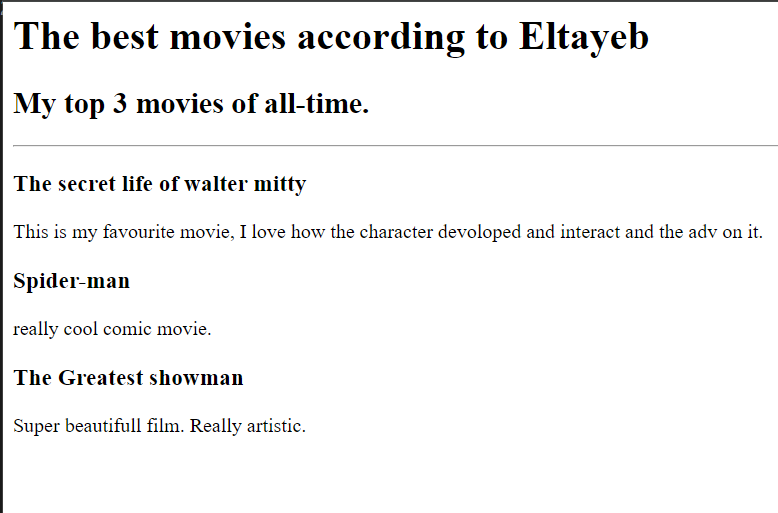 The best movies according to Eltayeb
My top 3 movies of all-time.
The secret life of walter mitty
This is my favourite movie, I love how the character devoloped and interact and the adv on it.
Spider-man
really cool comic movie.
The Greatest showman
Super beautifull film. Really artistic.